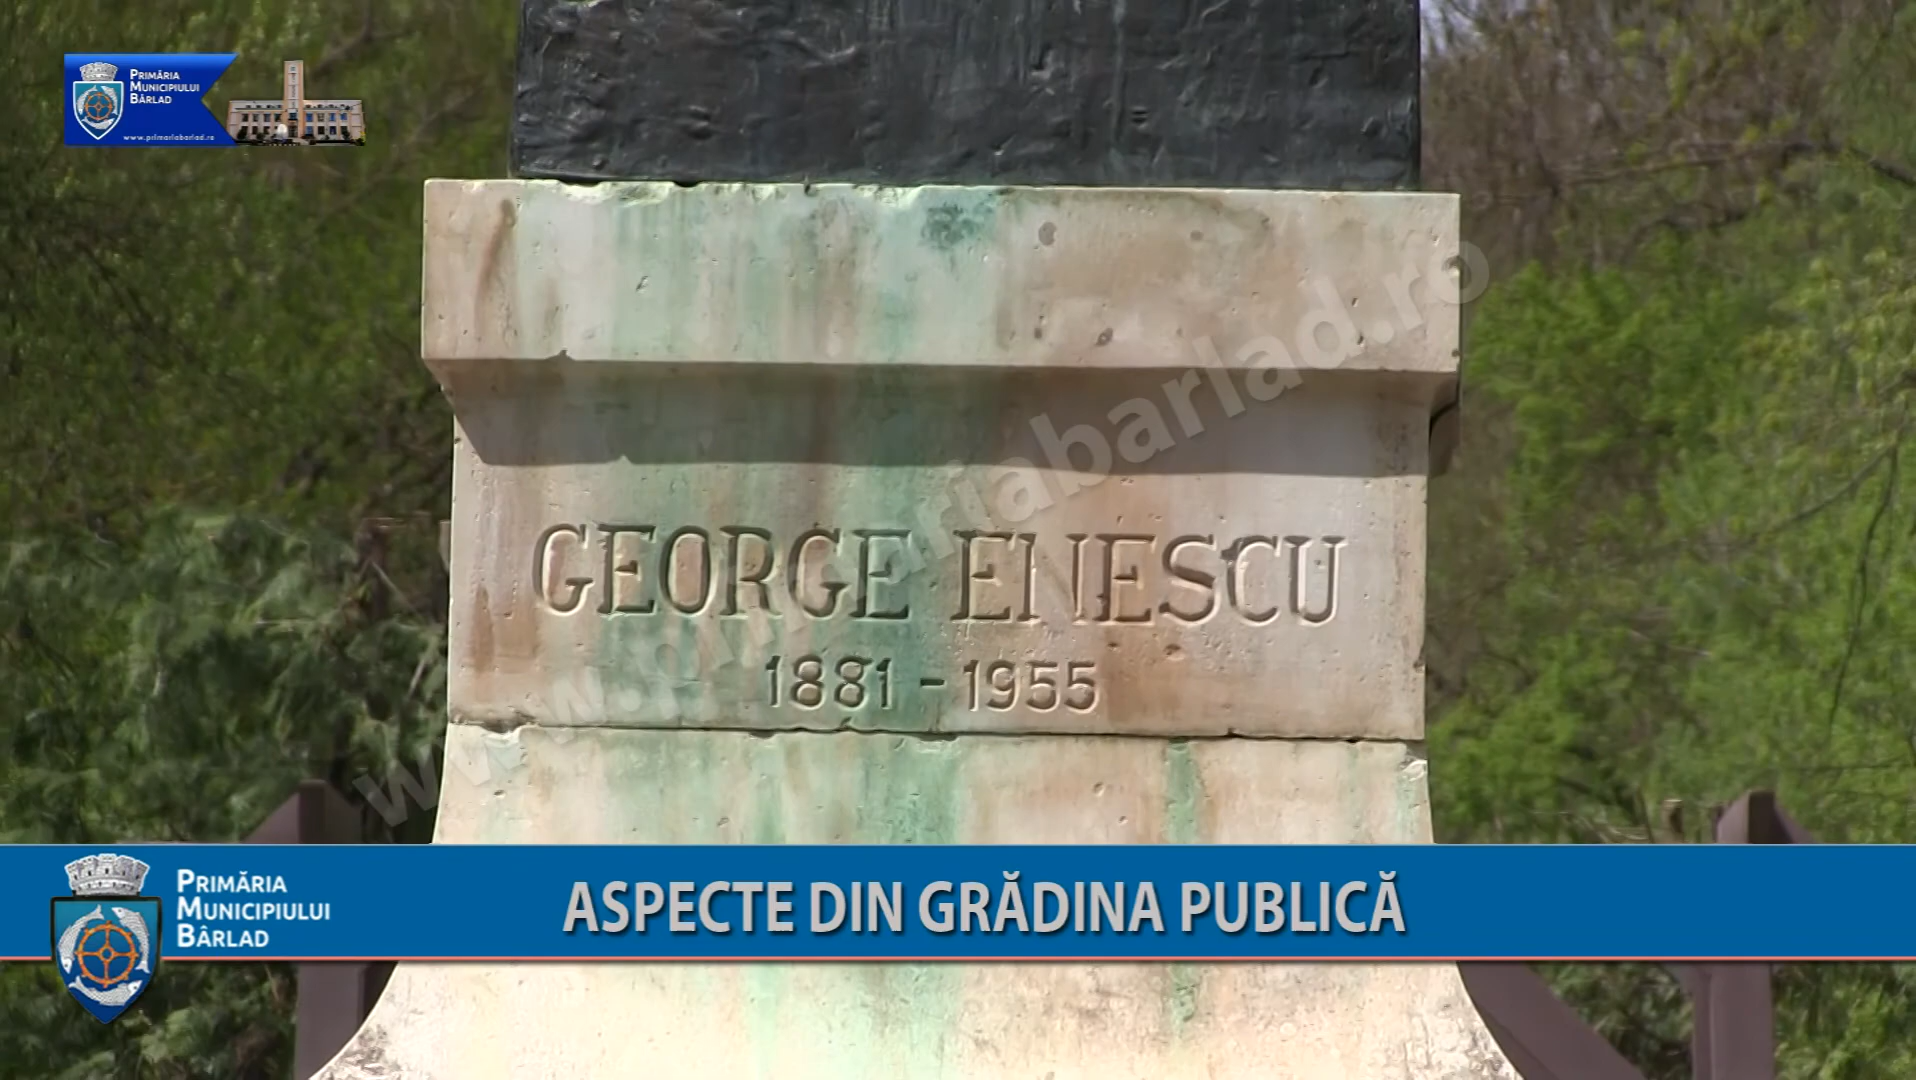 PRIMĂRIA
MUNICIPIULUI
BÂRLAD
www.primariabarlad.ro
www.primariabarlad.ro
GEORGE ENESCU
1881 - 1955
PRIMĂRIA
MUNICIPIULUI
BÂRLAD
ASPECTE DIN GRĂDINA PUBLICĂ